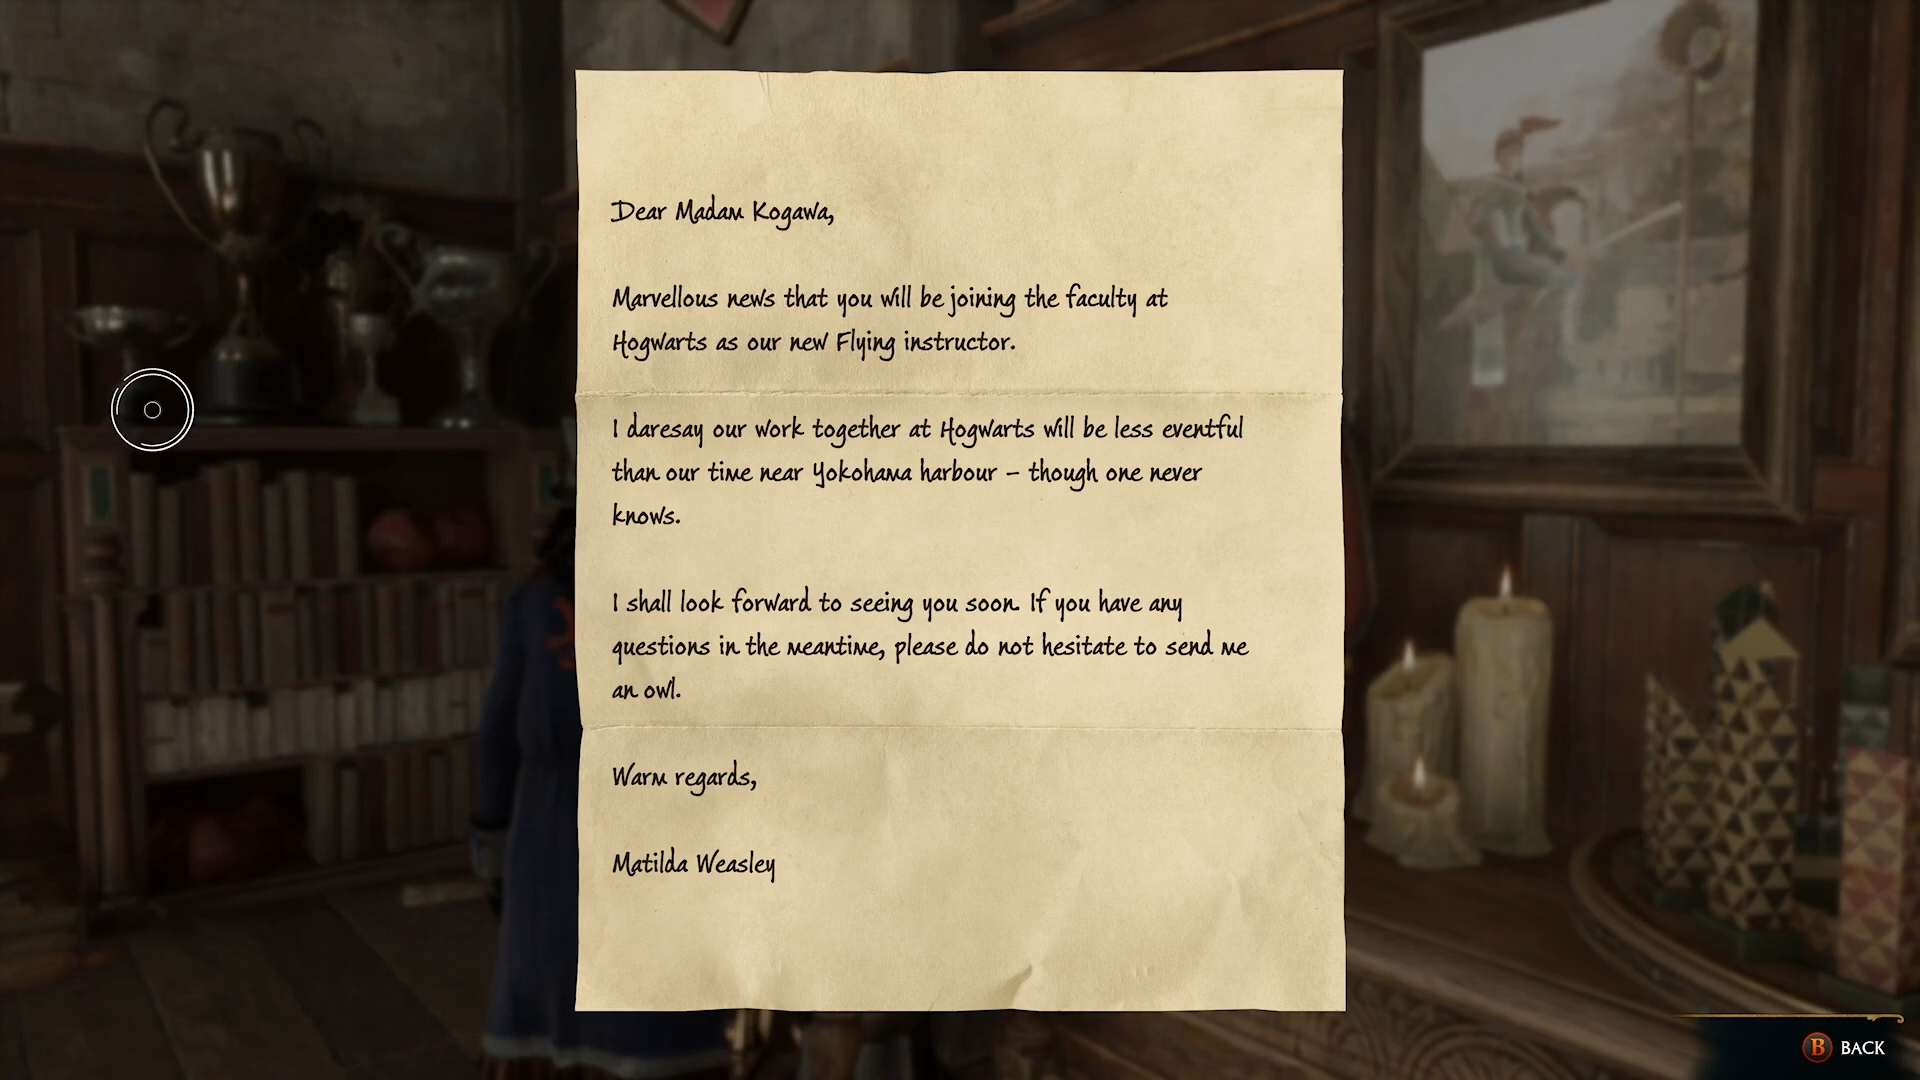 Dear Madam Kogawa,
Marvellous news that you will be joining the faculty at
Hogwarts as our new Flying instructor.
I daresay our work together at Hogwarts will be less eventful
than our time near Yokohama harbour – though one never
knows.
I shall look forward to seeing you soon. If you have any
questions in the meantime, please do not hesitate to send me
an owl.
Warm regards,
Matilda Weasley
B BACK